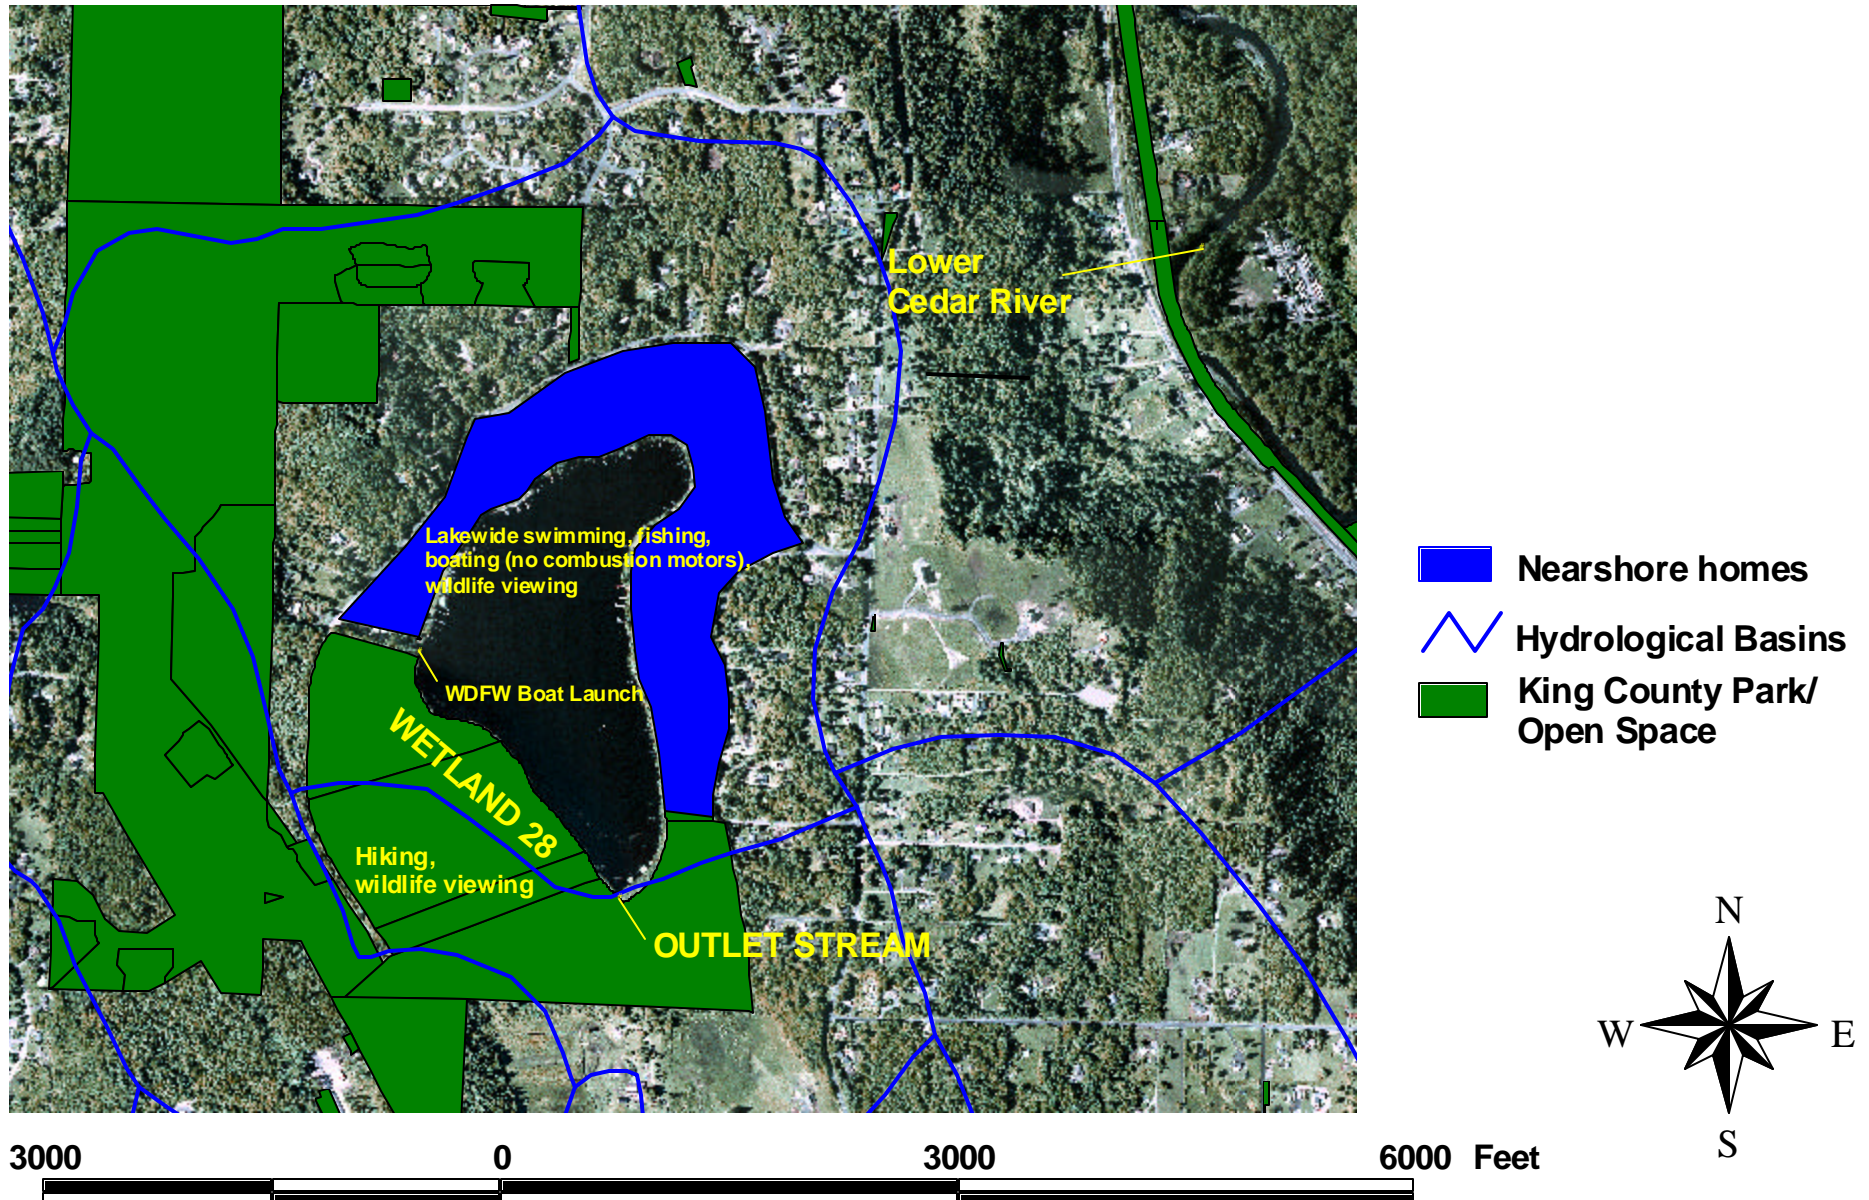 Lower
Cedar River
Lakewide swimming, fishing,
boating (no combustion motors),
wildlife viewing
WDFW Boat Launch
WETLAND 28
Hiking,
wildlife viewing
OUTLET STREAM
Nearshore homes
Hydrological Basins
King County Park/
Open Space
N
W E
S
3000 0 3000 6000 Feet